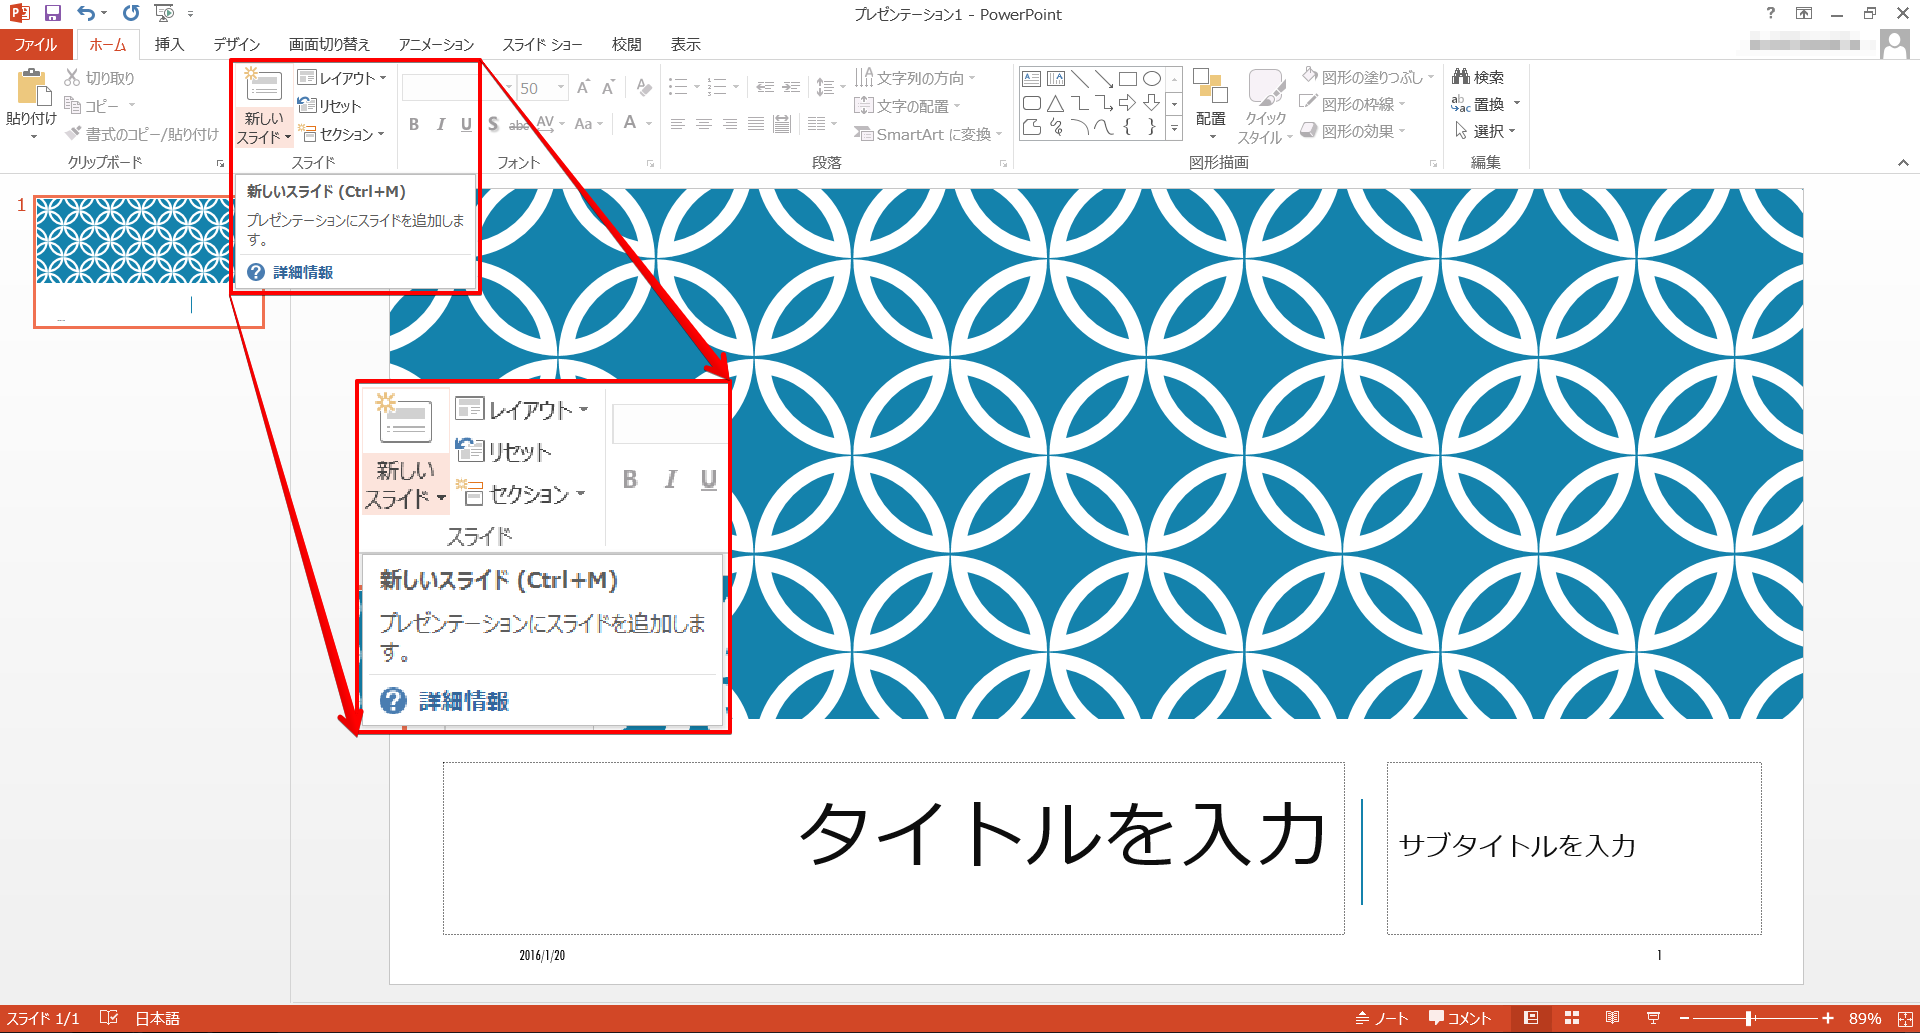 プレゼンテーション1 - PowerPoint
ファイル
ホーム
挿入
デザイン
画面切り替え
アニメーション
スライド ショー
校閲
表示
貼り付け
切り取り
コピー
書式のコピー/貼り付け
クリップボード
新しい
スライド
レイアウト
リセット
セクション
スライド
50
B I U S abc AV Aa A
フォント
文字列の方向
文字の配置
SmartArt に変換
段落
配置
クイック
スタイル
図形の塗りつぶし
図形の枠線
図形の効果
図形描画
検索
置換
選択
編集
1
新しいスライド (Ctrl+M)
プレゼンテーションにスライドを追加しま
す。
詳細情報
新しい
スライド
レイアウト
リセット
セクション
スライド
B I U
新しいスライド (Ctrl+M)
プレゼンテーションにスライドを追加しま
す。
詳細情報
タイトルを入力
サブタイトルを入力
2016/1/20
1
スライド 1/1
日本語
ノート
コメント
89%